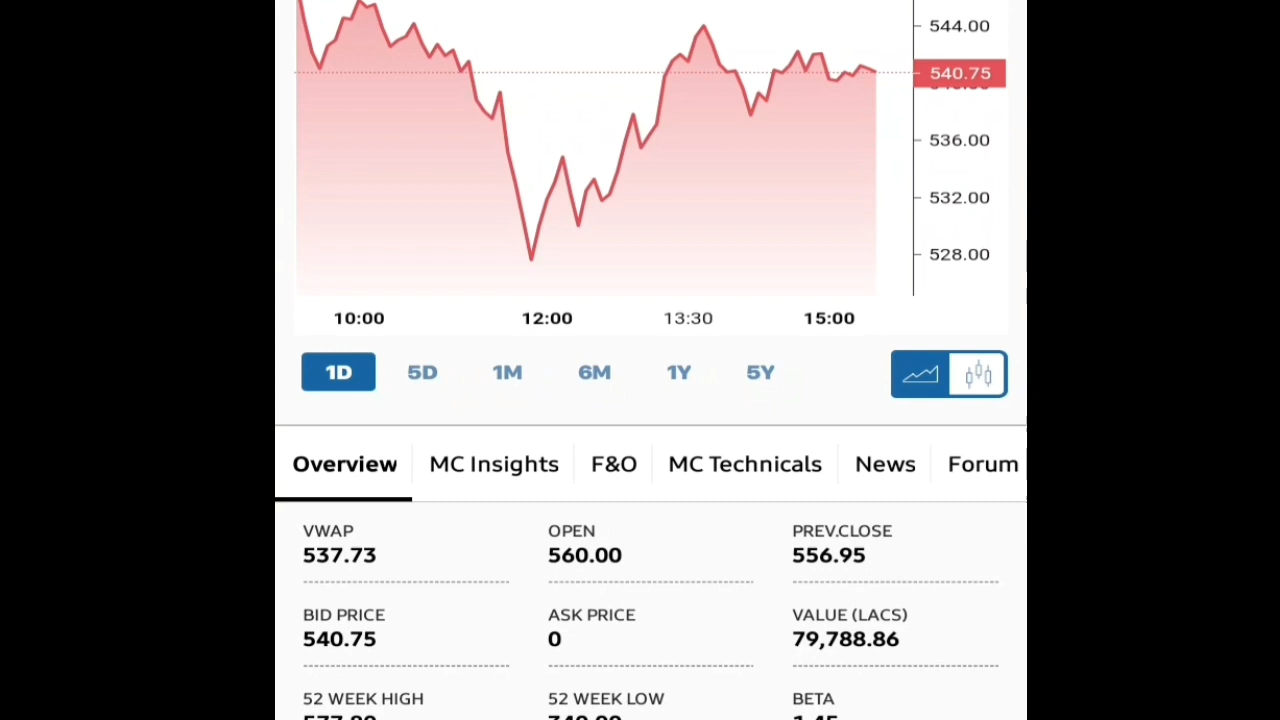 544.00
540.75
536.00
532.00
528.00
10:00 12:00 13:30 15:00
1D 5D 1M 6M 1Y 5Y
Overview MC Insights F&O MC Technicals News Forum
VWAP OPEN PREV.CLOSE
537.73 560.00 556.95
BID PRICE ASK PRICE VALUE (LACS)
540.75 0 79,788.86
52 WEEK HIGH 52 WEEK LOW BETA